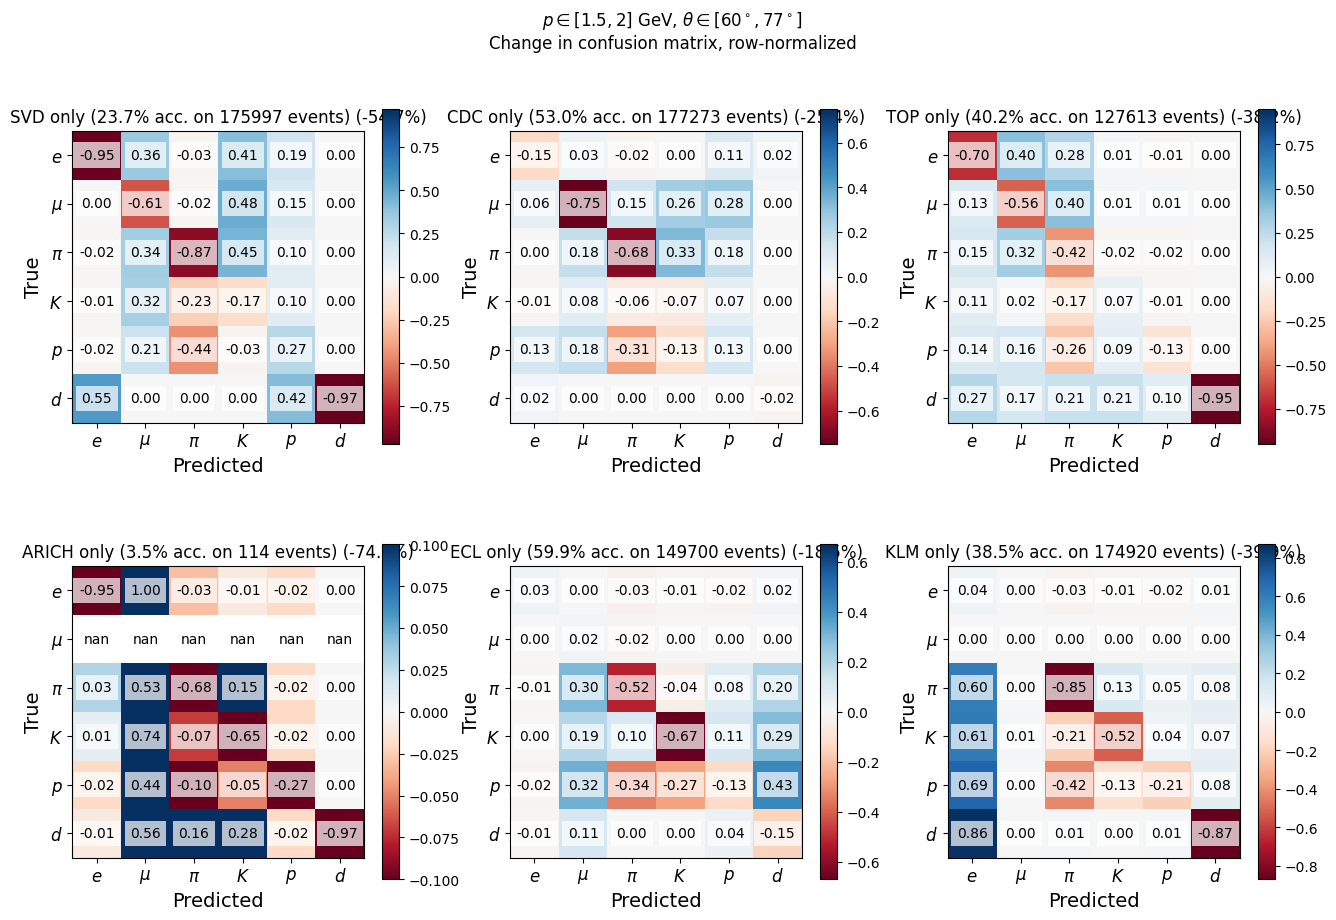 p ∈ [1.5, 2] GeV, θ ∈ [60°, 77°]
Change in confusion matrix, row-normalized
SVD only (23.7% acc. on 175997 events)
True
e -0.95 0.36 -0.03 0.41 0.19 0.00
μ 0.00 -0.61 -0.02 0.48 0.15 0.00
π -0.02 0.34 -0.87 0.45 0.10 0.00
K -0.01 0.32 -0.23 -0.17 0.10 0.00
p -0.02 0.21 -0.44 -0.03 0.27 0.00
d 0.55 0.00 0.00 0.00 0.42 -0.97
e μ π K p d
Predicted
0.75
0.50
0.25
0.00
−0.25
−0.50
−0.75
CDC only (53.0% acc. on 177273 events)
True
e -0.15 0.03 -0.02 0.00 0.11 0.02
μ 0.06 -0.75 0.15 0.26 0.28 0.00
π 0.00 0.18 -0.68 0.33 0.18 0.00
K -0.01 0.08 -0.06 -0.07 0.07 0.00
p 0.13 0.18 -0.31 -0.13 0.13 0.00
d 0.02 0.00 0.00 0.00 0.00 -0.02
e μ π K p d
Predicted
0.6
0.4
0.2
0.0
−0.2
−0.4
−0.6
TOP only (40.2% acc. on 127613 events)
True
e -0.70 0.40 0.28 0.01 -0.01 0.00
μ 0.13 -0.56 0.40 0.01 0.01 0.00
π 0.15 0.32 -0.42 -0.02 -0.02 0.00
K 0.11 0.02 -0.17 0.07 -0.01 0.00
p 0.14 0.16 -0.26 0.09 -0.13 0.00
d 0.27 0.17 0.21 0.21 0.10 -0.95
e μ π K p d
Predicted
0.75
0.50
0.25
0.00
−0.25
−0.50
−0.75
ARICH only (3.5% acc. on 114 events)
True
e -0.95 1.00 -0.03 -0.01 -0.02 0.00
μ nan nan nan nan nan nan
π 0.03 0.53 -0.68 0.15 -0.02 0.00
K 0.01 0.74 -0.07 -0.65 -0.02 0.00
p -0.02 0.44 -0.10 -0.05 -0.27 0.00
d -0.01 0.56 0.16 0.28 -0.02 -0.97
e μ π K p d
Predicted
0.100
0.075
0.050
0.025
0.000
−0.025
−0.050
−0.075
−0.100
ECL only (59.9% acc. on 149700 events)
True
e 0.03 0.00 -0.03 -0.01 -0.02 0.02
μ 0.00 0.02 -0.02 0.00 0.00 0.00
π -0.01 0.30 -0.52 -0.04 0.08 0.20
K 0.00 0.19 0.10 -0.67 0.11 0.29
p -0.02 0.32 -0.34 -0.27 -0.13 0.43
d -0.01 0.11 0.00 0.00 0.04 -0.15
e μ π K p d
Predicted
0.6
0.4
0.2
0.0
−0.2
−0.4
−0.6
KLM only (38.5% acc. on 174920 events)
True
e 0.04 0.00 -0.03 -0.01 -0.02 0.01
μ 0.00 0.00 0.00 0.00 0.00 0.00
π 0.60 0.00 -0.85 0.13 0.05 0.08
K 0.61 0.01 -0.21 -0.52 0.04 0.07
p 0.69 0.00 -0.42 -0.13 -0.21 0.08
d 0.86 0.00 0.01 0.00 0.01 -0.87
e μ π K p d
Predicted
0.8
0.6
0.4
0.2
0.0
−0.2
−0.4
−0.6
−0.8